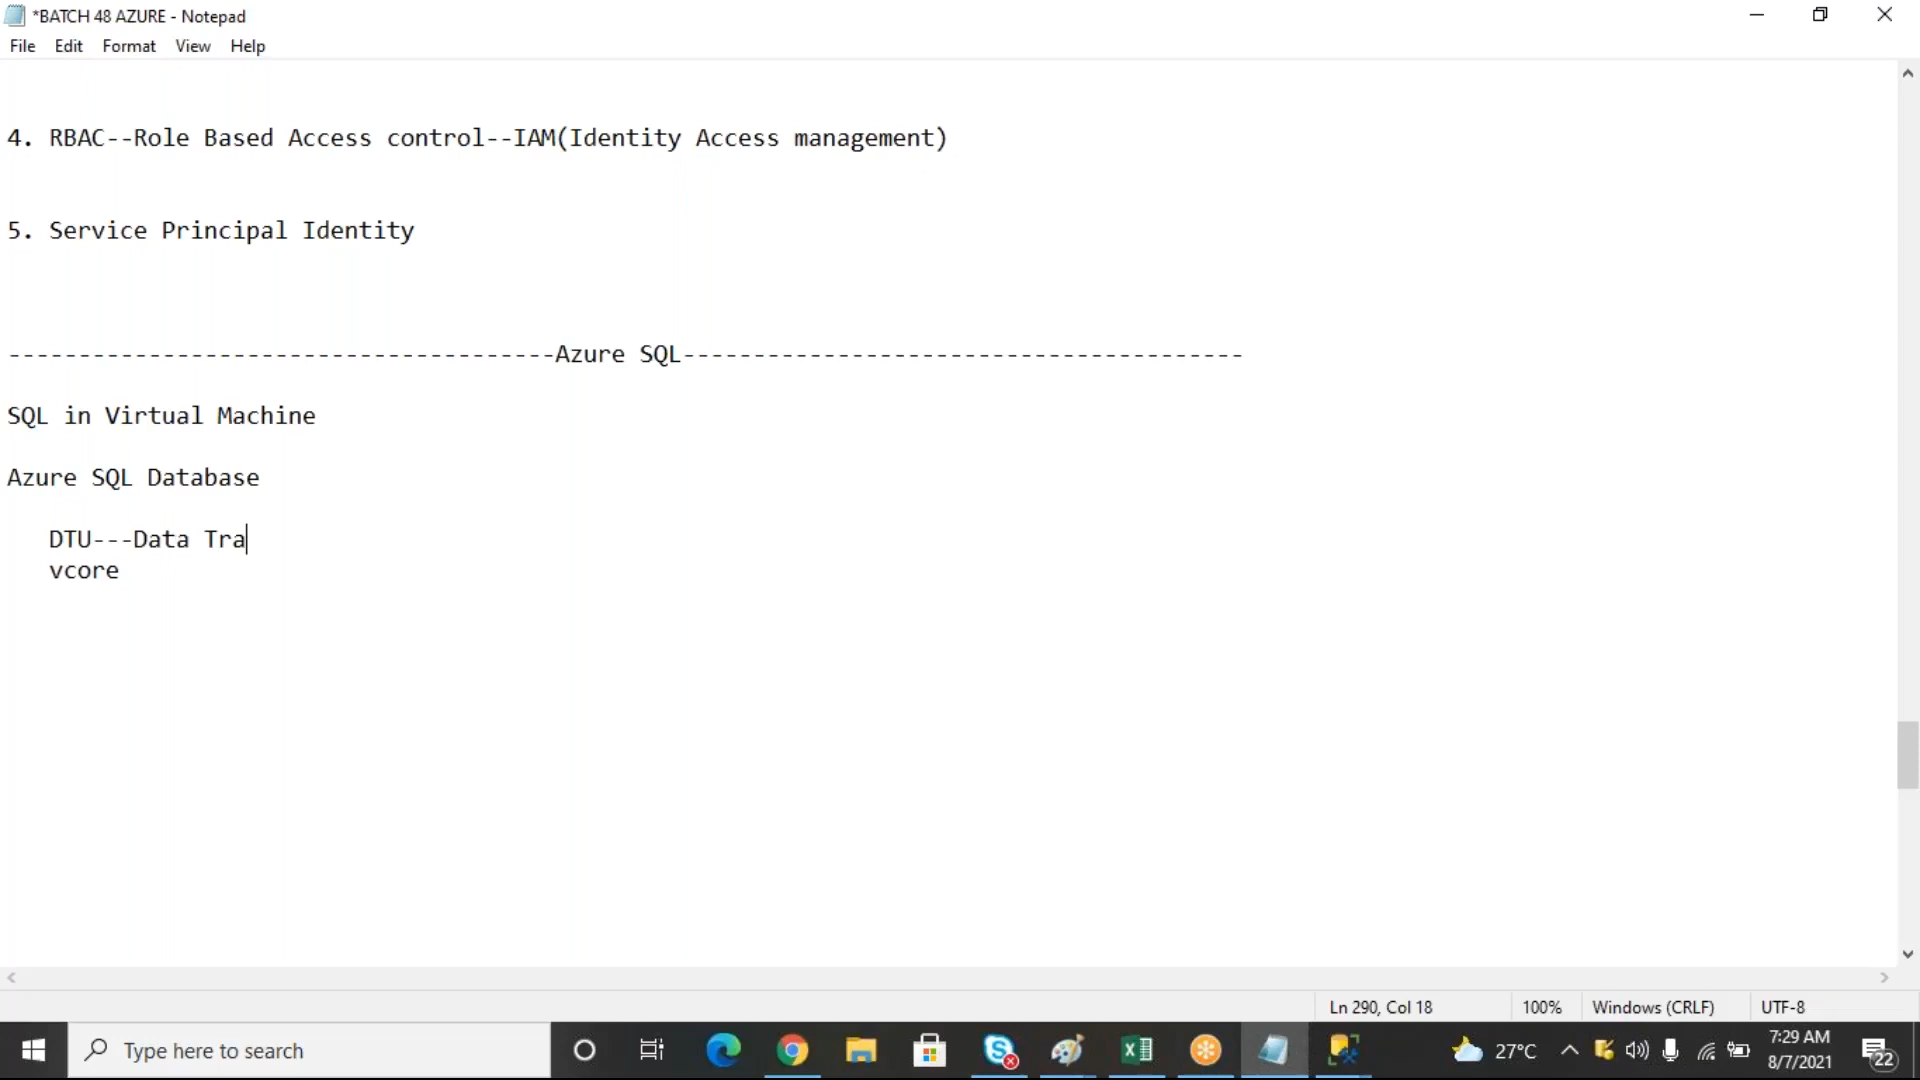 *BATCH 48 AZURE - Notepad
File Edit Format View Help
4. RBAC--Role Based Access control--IAM(Identity Access management)
5. Service Principal Identity
---------------------------------------Azure SQL----------------------------------------
SQL in Virtual Machine
Azure SQL Database
DTU---Data Tra
vcore
Ln 290, Col 18 100% Windows (CRLF) UTF-8
Type here to search
27°C
7:29 AM
8/7/2021
22